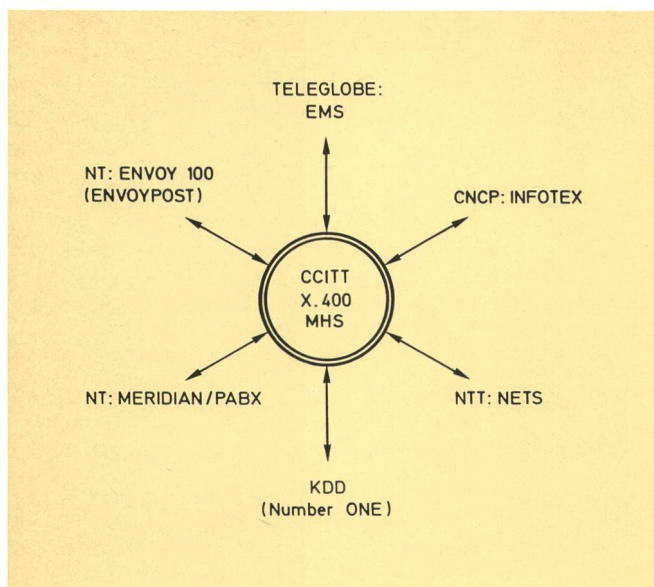 TELEGLOBE:
EMS
NT: ENVOY 100
(ENVOYPOST)
CNCP: INFOTEX
CCITT
X.400
MHS
NT: MERIDIAN/PABX
NTT: NETS
KDD
(Number ONE)